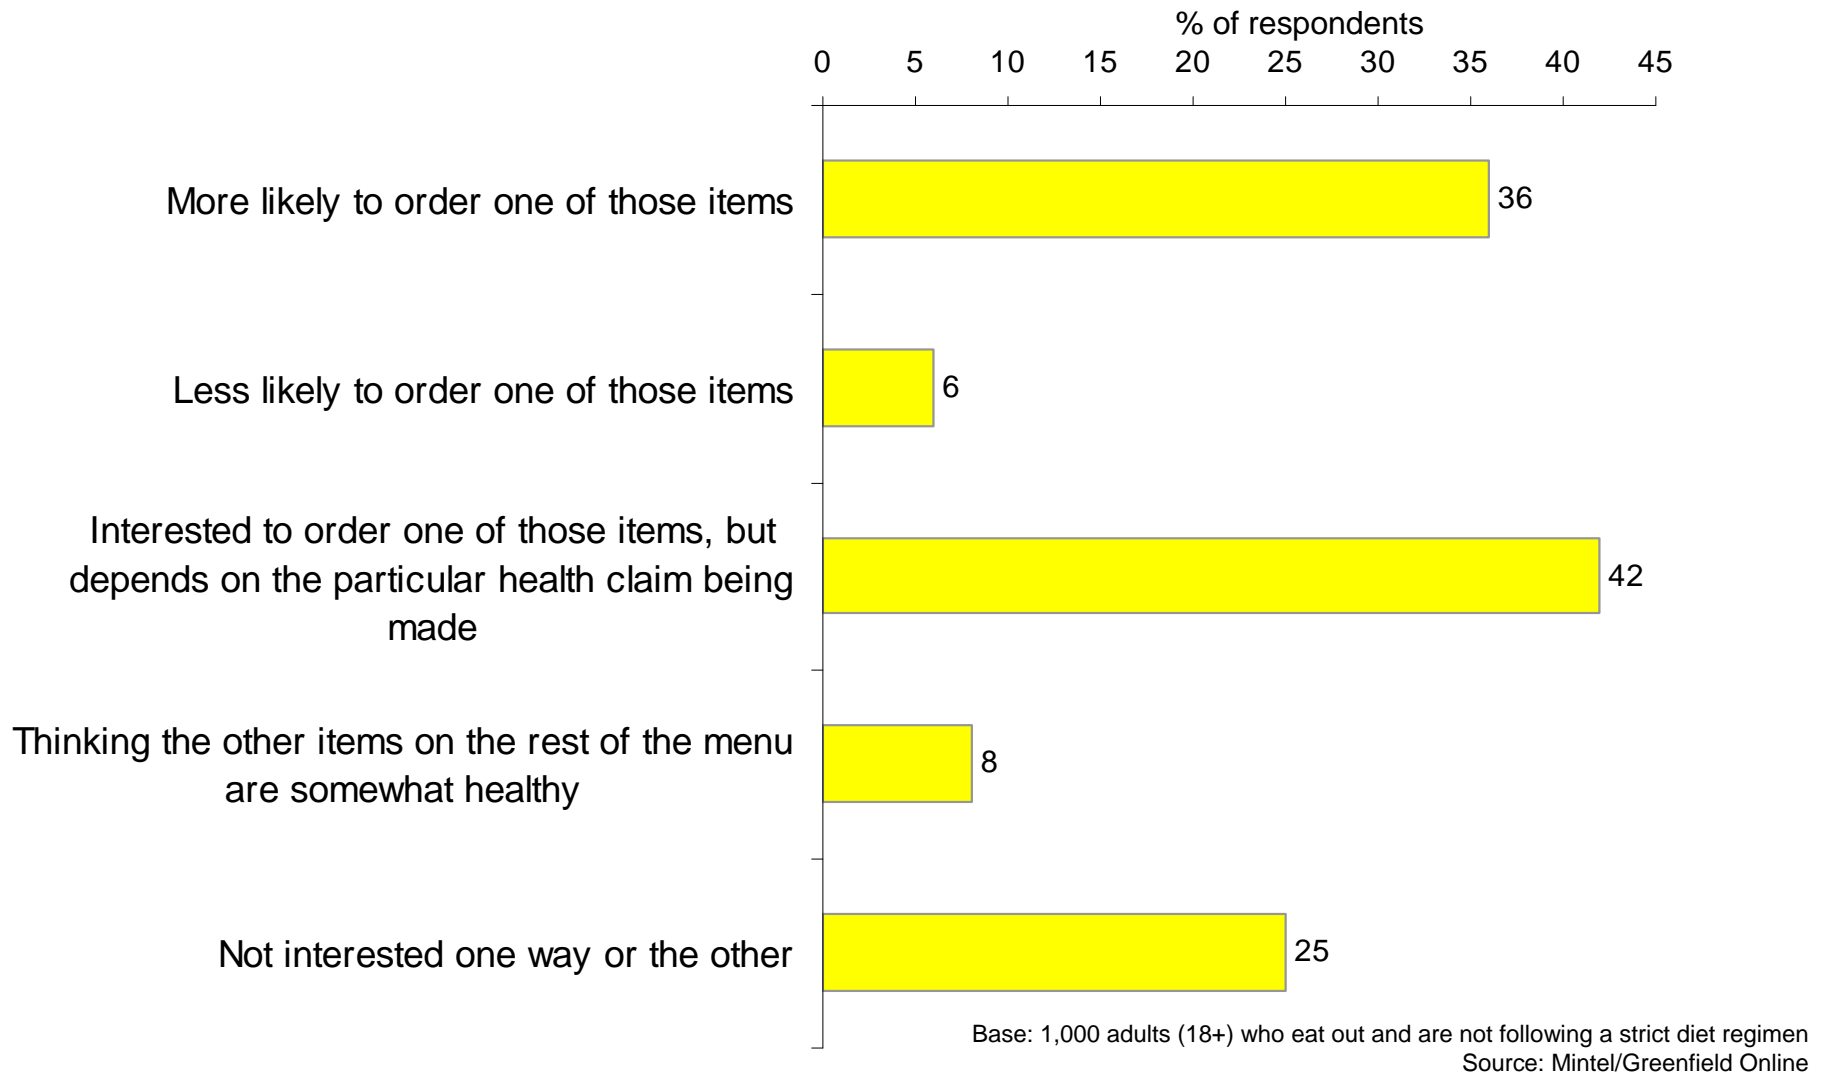 % of respondents
0 5 10 15 20 25 30 35 40 45
More likely to order one of those items
36
Less likely to order one of those items
6
Interested to order one of those items, but
depends on the particular health claim being
made
42
Thinking the other items on the rest of the menu
are somewhat healthy
8
Not interested one way or the other
25
Base: 1,000 adults (18+) who eat out and are not following a strict diet regimen
Source: Mintel/Greenfield Online